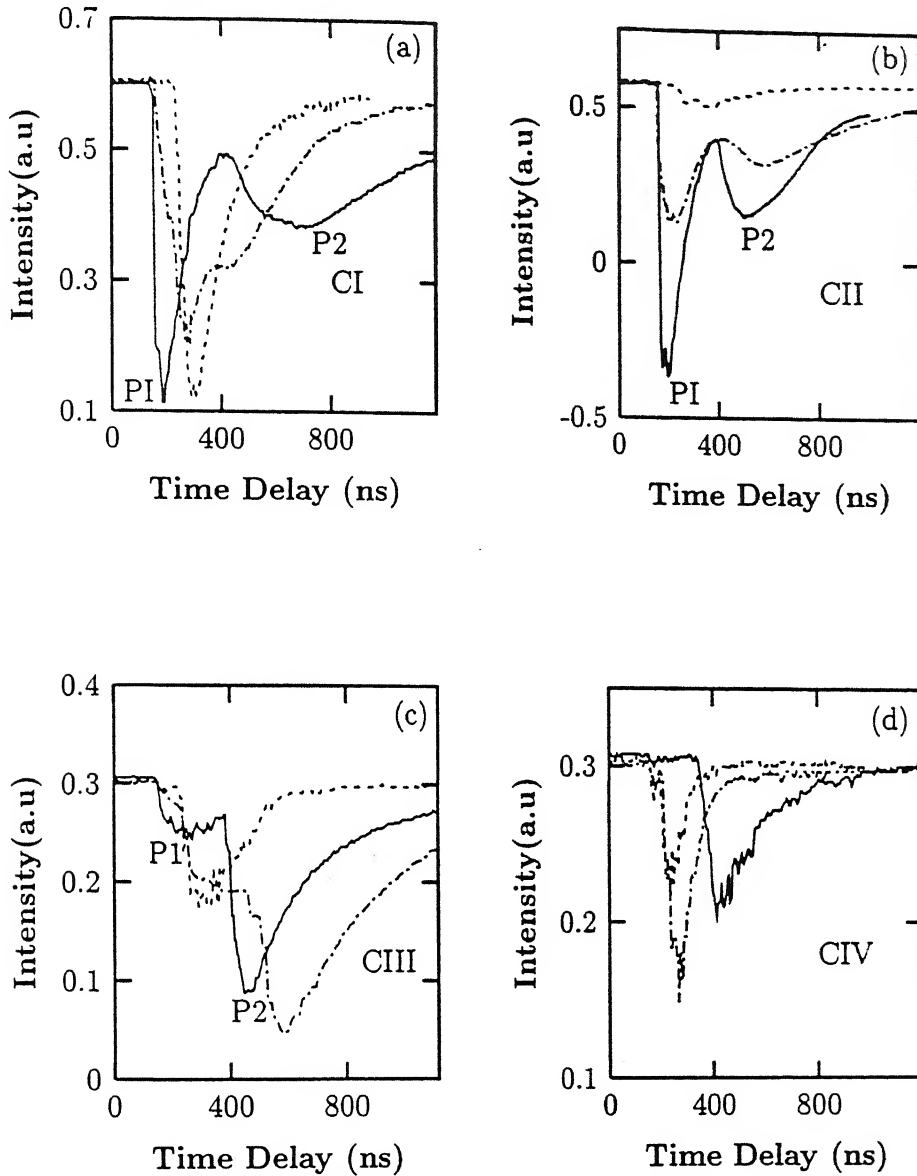 0.7
(a)
0.5
0.3
0.1
Intensity(a.u)
PI
P2
CI
0
400
800
Time Delay (ns)
(b)
0.5
0
-0.5
Intensity(a.u)
P2
CII
PI
0
400
800
Time Delay (ns)
0.4
(c)
0.3
0.2
0.1
0
Intensity(a.u)
P1
CIII
P2
0
400
800
Time Delay (ns)
(d)
0.3
0.2
0.1
Intensity(a.u)
CIV
0
400
800
Time Delay (ns)